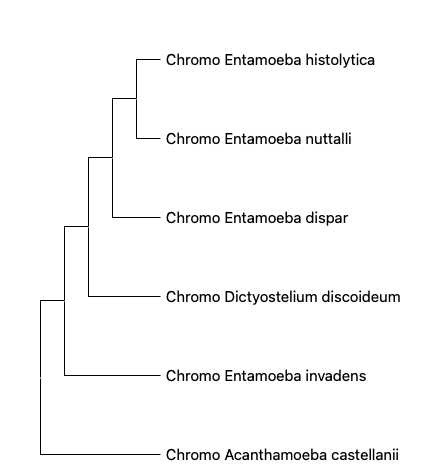 Chromo Entamoeba histolytica
Chromo Entamoeba nuttalli
Chromo Entamoeba dispar
Chromo Dictyostelium discoideum
Chromo Entamoeba invadens
Chromo Acanthamoeba castellanii